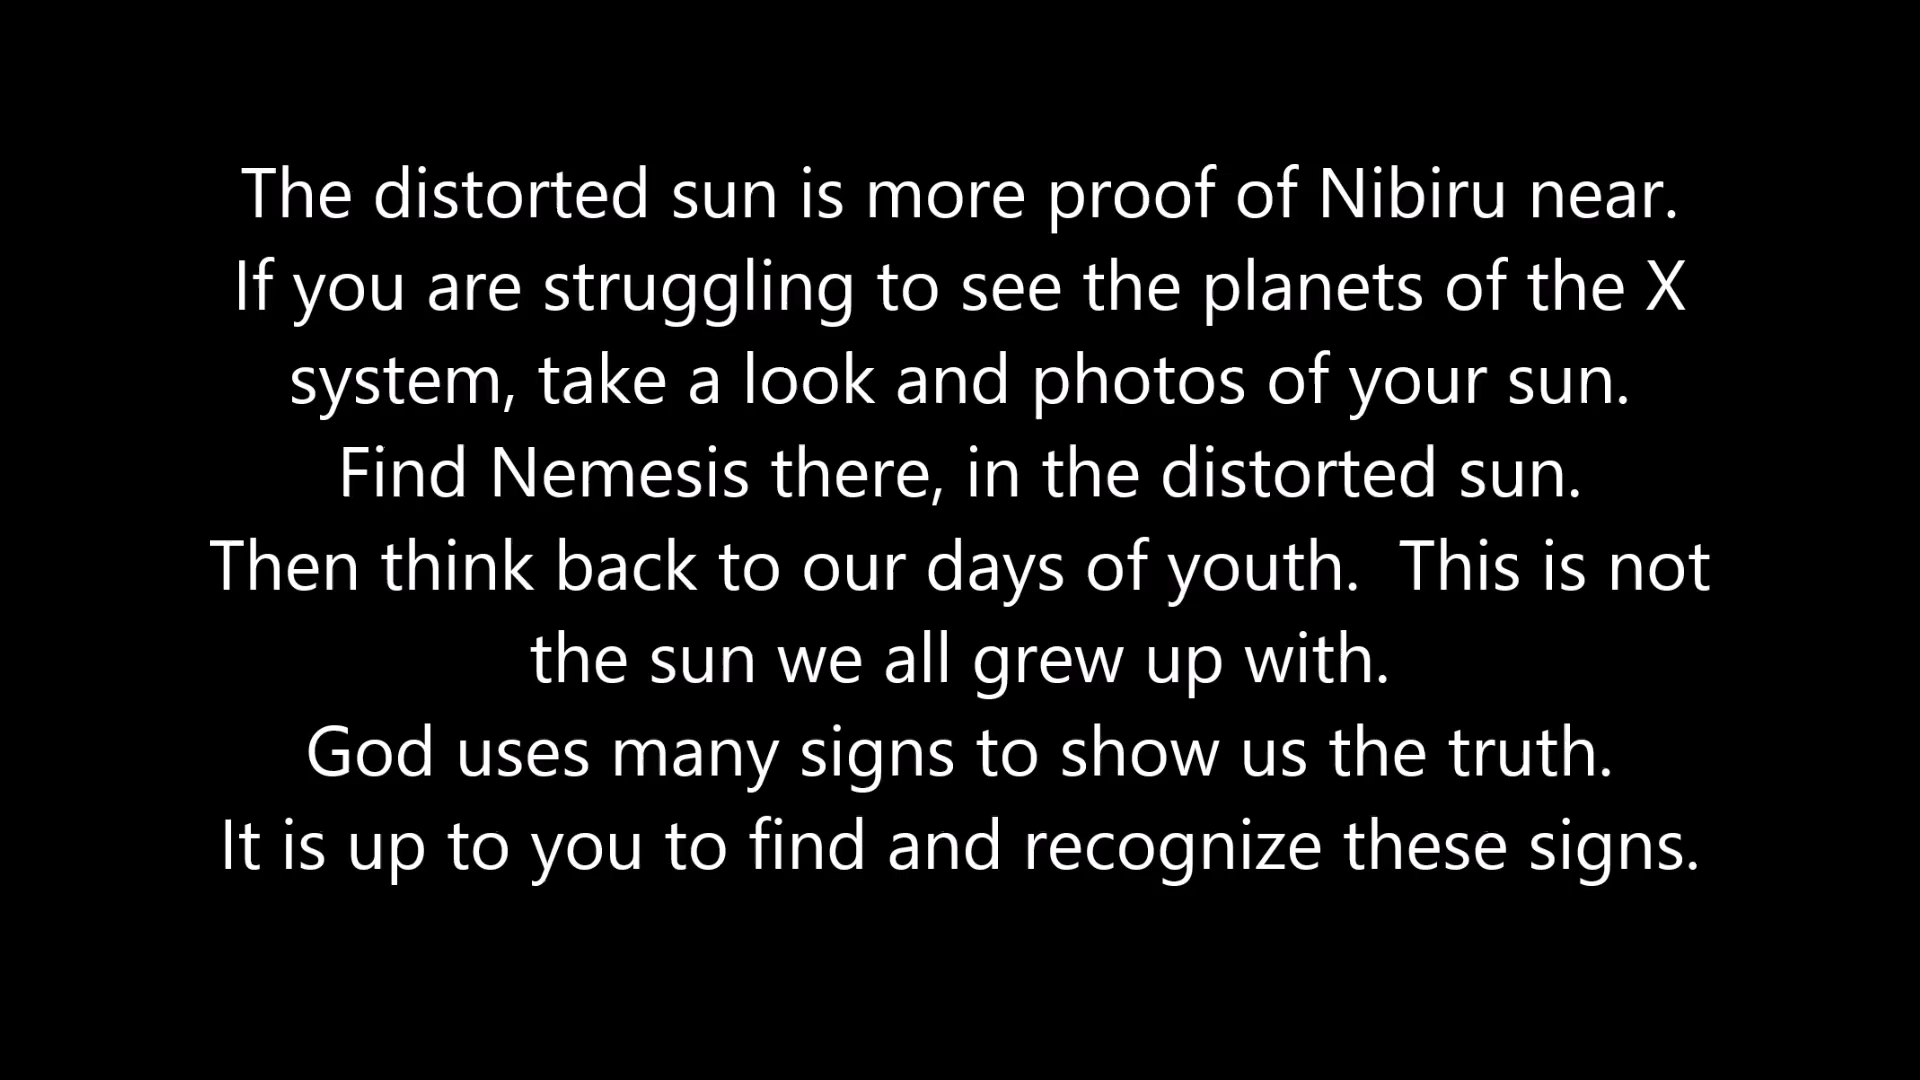 The distorted sun is more proof of Nibiru near.
If you are struggling to see the planets of the X
system, take a look and photos of your sun.
Find Nemesis there, in the distorted sun.
Then think back to our days of youth.  This is not
the sun we all grew up with.
God uses many signs to show us the truth.
It is up to you to find and recognize these signs.